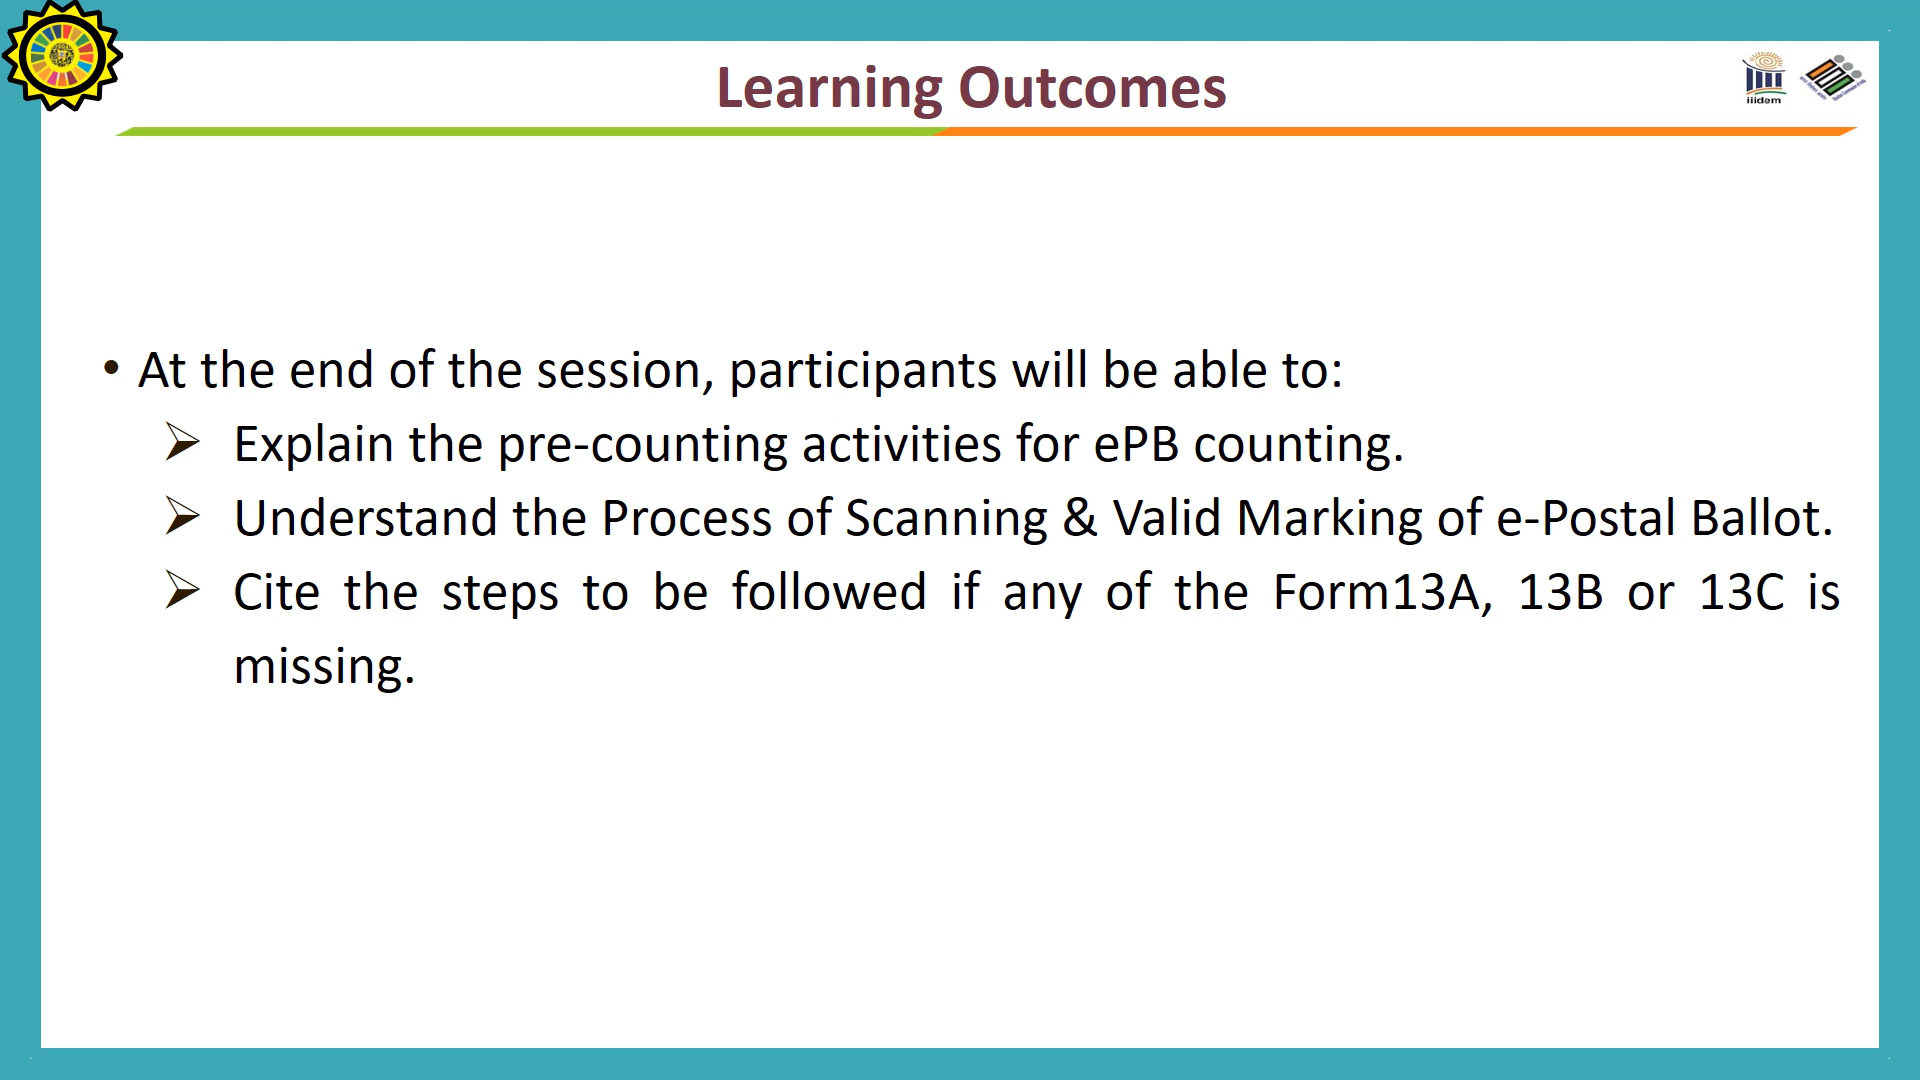 Learning Outcomes
iiidem
• At the end of the session, participants will be able to:
➢ Explain the pre-counting activities for ePB counting.
➢ Understand the Process of Scanning & Valid Marking of e-Postal Ballot.
➢ Cite the steps to be followed if any of the Form13A, 13B or 13C is
missing.